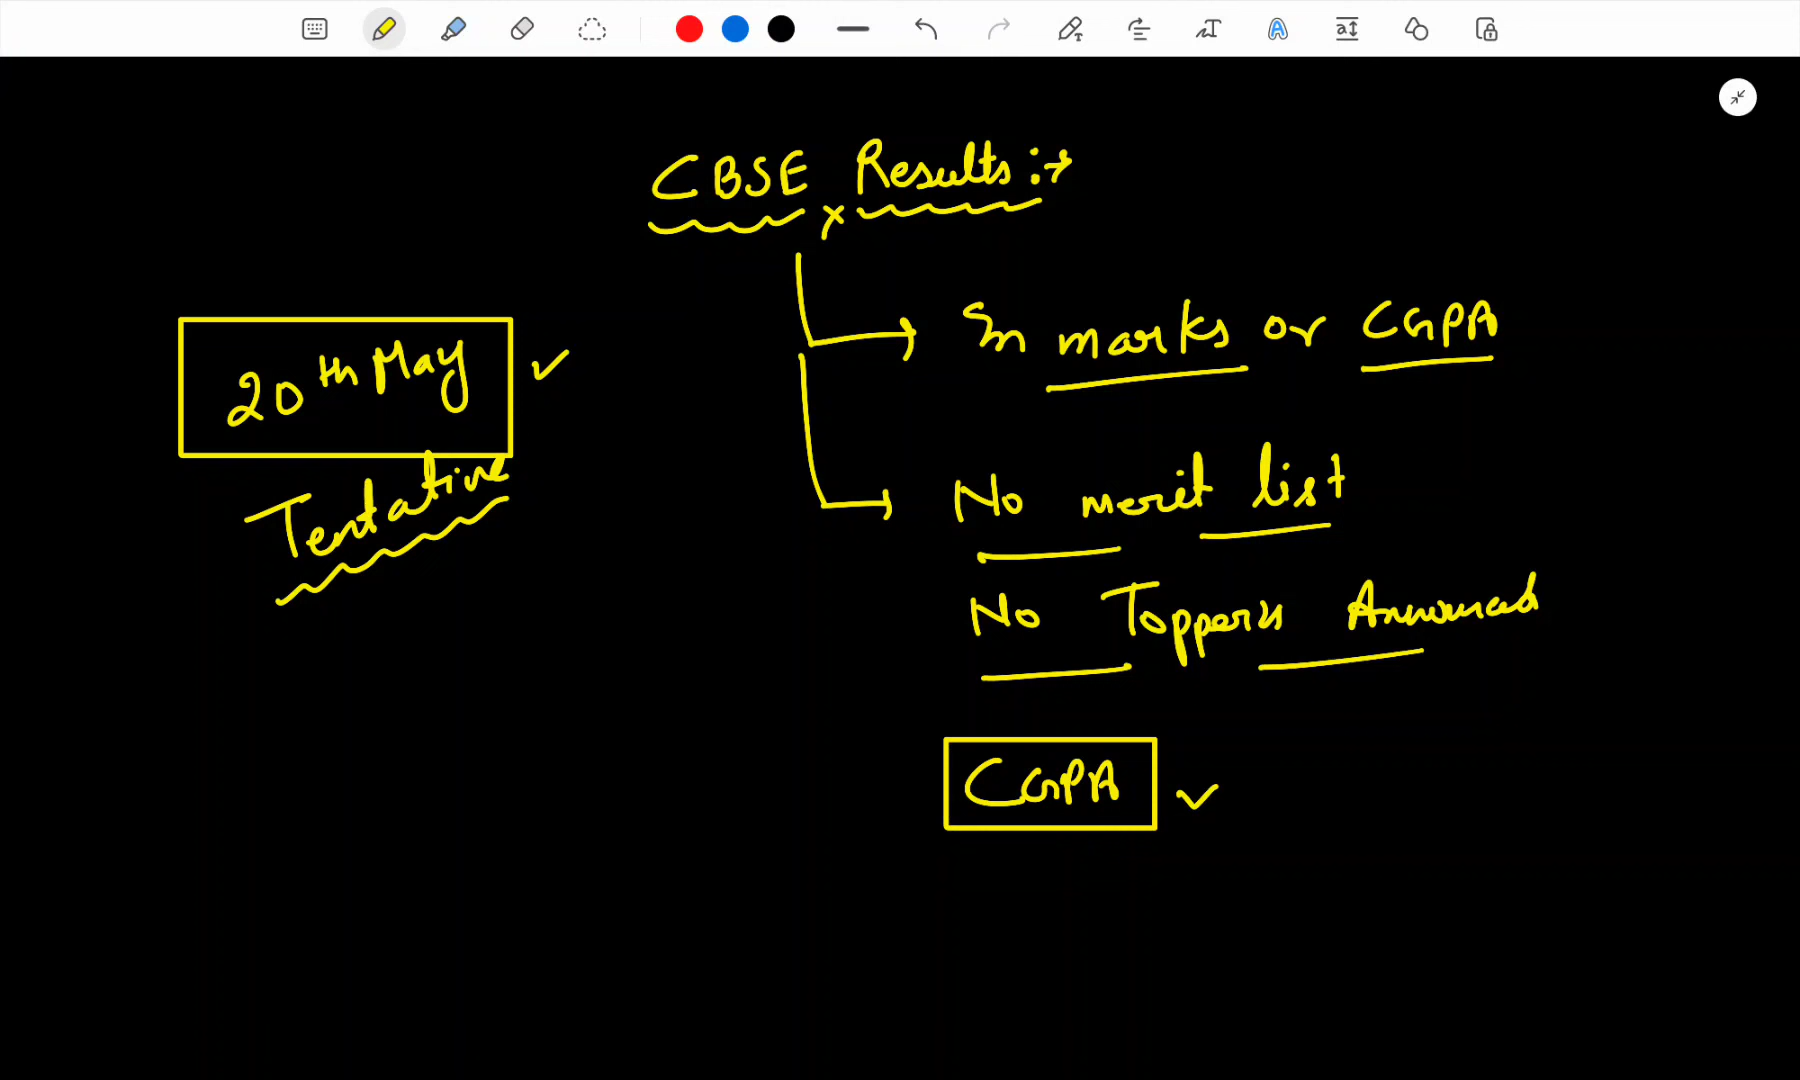 CBSE Results :→
In marks or CGPA
20th May
No merit list
Tentative
No Toppers Announced
CGPA